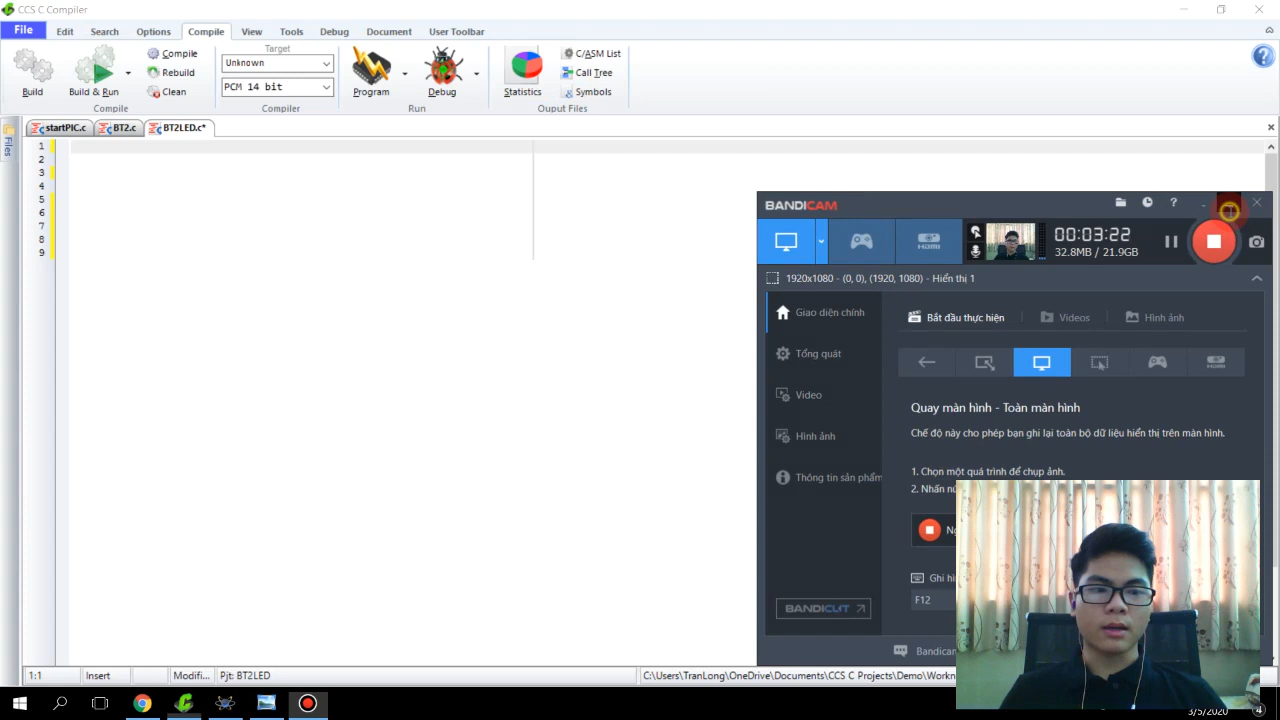 CCS C Compiler
File Edit Search Options Compile View Tools Debug Document User Toolbar
Target
Compile
Unknown
C/ASM List
Rebuild
Call Tree
Clean
PCM 14 bit
Symbols
Build
Build & Run
Program
Debug
Statistics
Compile
Compiler
Run
Ouput Files
startPIC.c BT2.c BT2LED.c*
Files
1
2
3
4
5
6
7
8
9
BANDICAM
HDMI
00:03:22
32.8MB / 21.9GB
1920x1080 - (0, 0), (1920, 1080) - Hiển thị 1
Giao diện chính
Bắt đầu thực hiện
Videos
Hình ảnh
Tổng quát
Video
Quay màn hình - Toàn màn hình
Hình ảnh
Chế độ này cho phép bạn ghi lại toàn bộ dữ liệu hiển thị trên màn hình.
Thông tin sản phẩm
1. Chọn một quá trình để chụp ảnh.
2. Nhấn
Ghi
F12
BANDICUT
Bandicam
1:1 Insert Modifi... Pjt: BT2LED C:\Users\TranLong\OneDrive\Documents\CCS C Projects\Demo\Workn
3/5/2020
4